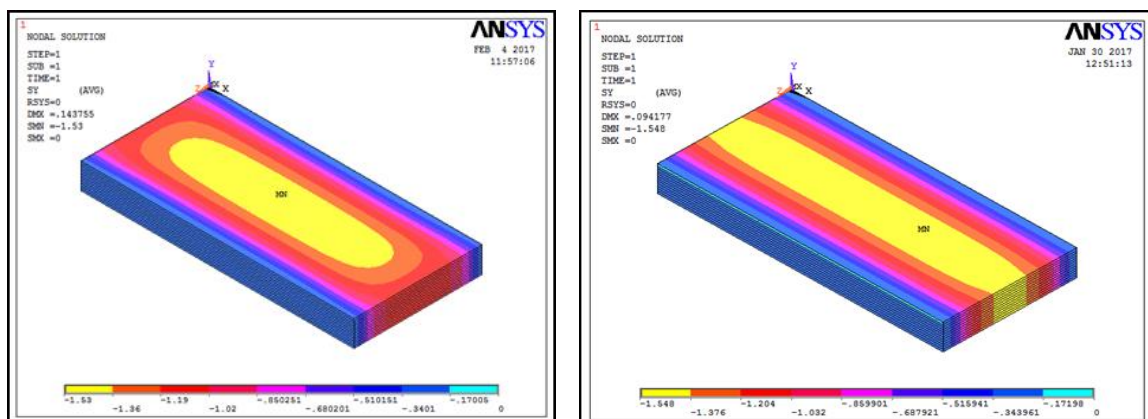 1
ANSYS
NODAL SOLUTION
FEB 4 2017
11:57:06
STEP=1
SUB =1
TIME=1
SY (AVG)
RSYS=0
DMX =.143755
SMN =-1.53
SMX =0
Y
Z X X
MN
-1.53 -1.19 -.850251 -.510151 -.17005
-1.36 -1.02 -.680201 -.3401 0
1
ANSYS
NODAL SOLUTION
JAN 30 2017
12:51:13
STEP=1
SUB =1
TIME=1
SY (AVG)
RSYS=0
DMX =.094177
SMN =-1.548
SMX =0
Y
Z X X
MN
-1.548 -1.204 -.859901 -.515941 -.17198
-1.376 -1.032 -.687921 -.343961 0